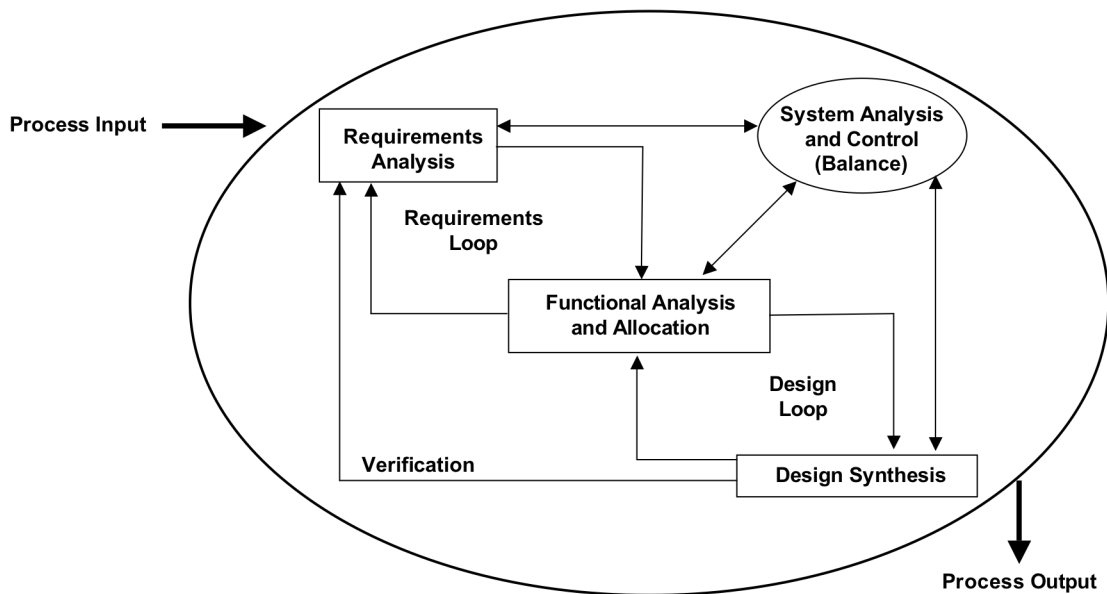 Process Input
Requirements
Analysis
System Analysis
and Control
(Balance)
Requirements
Loop
Functional Analysis
and Allocation
Design
Loop
Verification
Design Synthesis
Process Output